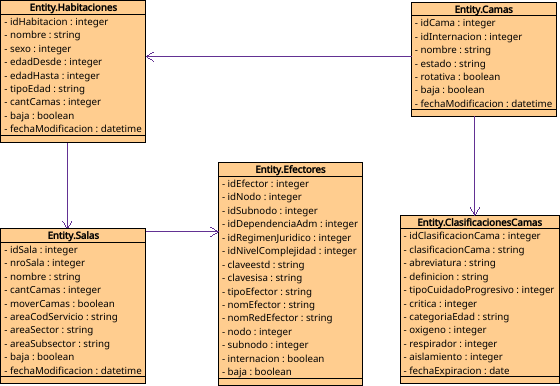 Entity.Habitaciones
- idHabitacion : integer
- nombre : string
- sexo : integer
- edadDesde : integer
- edadHasta : integer
- tipoEdad : string
- cantCamas : integer
- baja : boolean
- fechaModificacion : datetime
Entity.Camas
- idCama : integer
- idInternacion : integer
- nombre : string
- estado : string
- rotativa : boolean
- baja : boolean
- fechaModificacion : datetime
Entity.Efectores
- idEfector : integer
- idNodo : integer
- idSubnodo : integer
- idDependenciaAdm : integer
- idRegimenJuridico : integer
- idNivelComplejidad : integer
- claveestd : string
- clavesisa : string
- tipoEfector : string
- nomEfector : string
- nomRedEfector : string
- nodo : integer
- subnodo : integer
- internacion : boolean
- baja : boolean
Entity.Salas
- idSala : integer
- nroSala : integer
- nombre : string
- cantCamas : integer
- moverCamas : boolean
- areaCodServicio : string
- areaSector : string
- areaSubsector : string
- baja : boolean
- fechaModificacion : datetime
Entity.ClasificacionesCamas
- idClasificacionCama : integer
- clasificacionCama : string
- abreviatura : string
- definicion : string
- tipoCuidadoProgresivo : integer
- critica : integer
- categoriaEdad : string
- oxigeno : integer
- respirador : integer
- aislamiento : integer
- fechaExpiracion : date